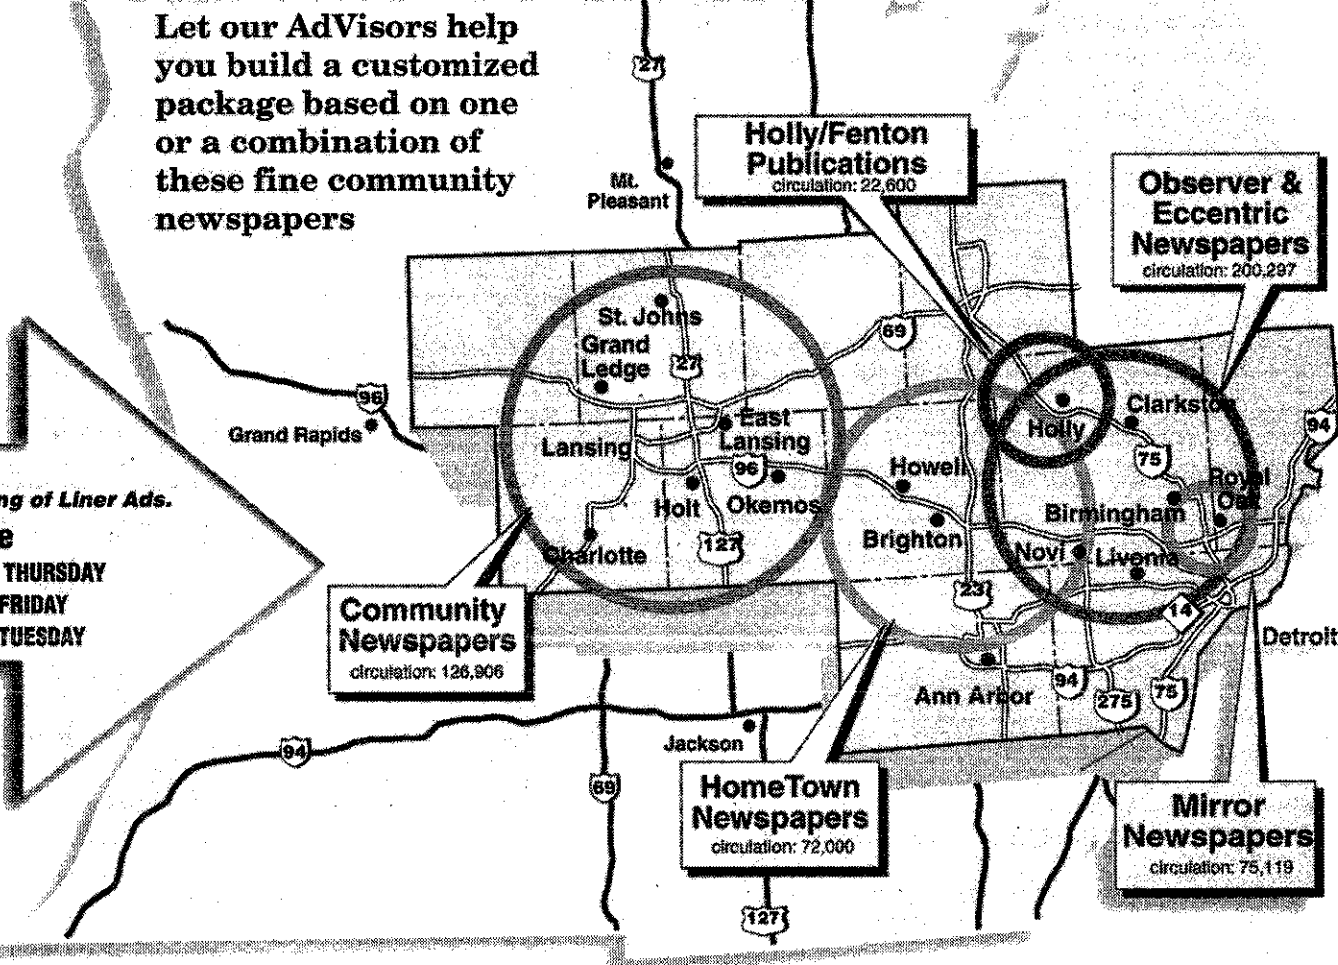 Let our AdVisors help
you build a customized
package based on one
or a combination of
these fine community
newspapers
27
Mt.
Pleasant
Holly/Fenton
Publications
circulation: 22,600
Observer &
Eccentric
Newspapers
circulation: 200,297
St. Johns
Grand
Ledge
27
69
96
Grand Rapids
Clarkston
Holly
94
East
Lansing
Lansing
96
Howell
75
Royal
Oak
Holt
Okemos
Birmingham
Brighton
Charlotte
127
Novi
Livonia
ng of Liner Ads.
e
THURSDAY
FRIDAY
TUESDAY
23
14
Detroit
Community
Newspapers
circulation: 126,906
Ann Arbor
94
275
75
94
Jackson
69
HomeTown
Newspapers
circulation: 72,000
Mirror
Newspapers
circulation: 75,119
127